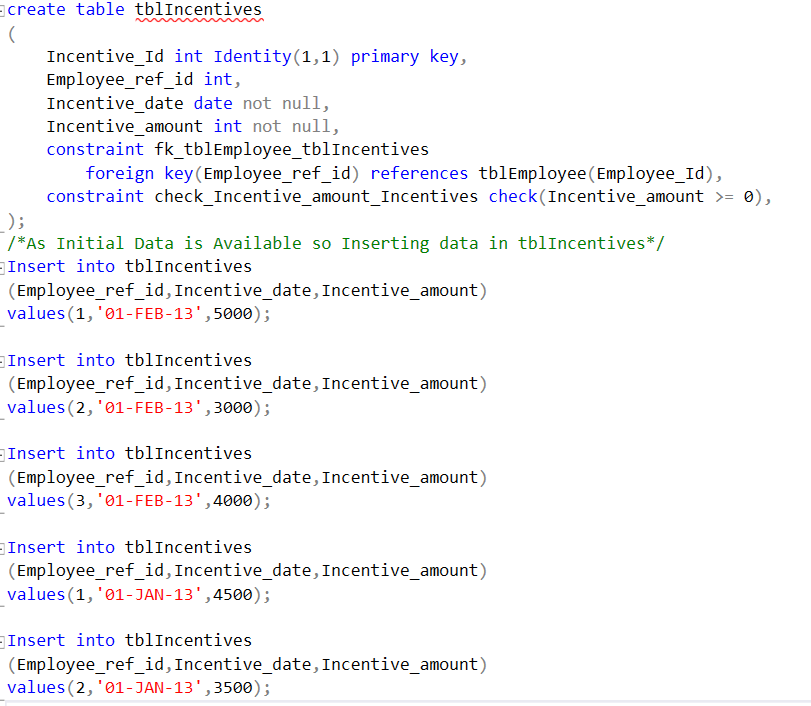 create table tblIncentives
(
    Incentive_Id int Identity(1,1) primary key,
    Employee_ref_id int,
    Incentive_date date not null,
    Incentive_amount int not null,
    constraint fk_tblEmployee_tblIncentives
        foreign key(Employee_ref_id) references tblEmployee(Employee_Id),
    constraint check_Incentive_amount_Incentives check(Incentive_amount >= 0),
);
/*As Initial Data is Available so Inserting data in tblIncentives*/
Insert into tblIncentives
(Employee_ref_id,Incentive_date,Incentive_amount)
values(1,'01-FEB-13',5000);

Insert into tblIncentives
(Employee_ref_id,Incentive_date,Incentive_amount)
values(2,'01-FEB-13',3000);

Insert into tblIncentives
(Employee_ref_id,Incentive_date,Incentive_amount)
values(3,'01-FEB-13',4000);

Insert into tblIncentives
(Employee_ref_id,Incentive_date,Incentive_amount)
values(1,'01-JAN-13',4500);

Insert into tblIncentives
(Employee_ref_id,Incentive_date,Incentive_amount)
values(2,'01-JAN-13',3500);